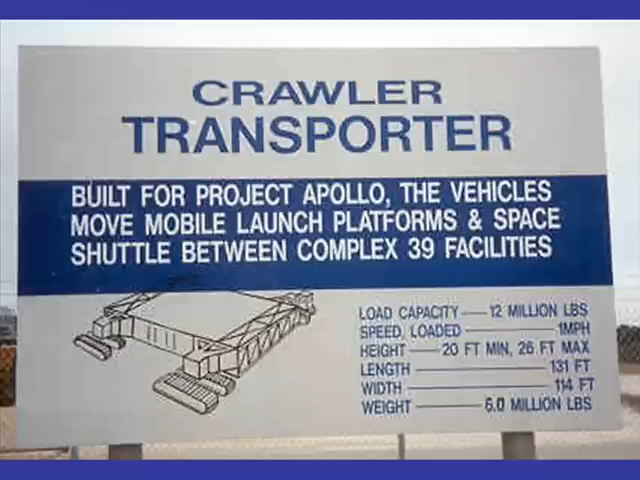 CRAWLER
TRANSPORTER
BUILT FOR PROJECT APOLLO, THE VEHICLES
MOVE MOBILE LAUNCH PLATFORMS & SPACE
SHUTTLE BETWEEN COMPLEX 39 FACILITIES
LOAD CAPACITY — 12 MILLION LBS
SPEED, LOADED — 1MPH
HEIGHT — 20 FT MIN, 26 FT MAX
LENGTH — 131 FT
WIDTH — 114 FT
WEIGHT — 6.0 MILLION LBS